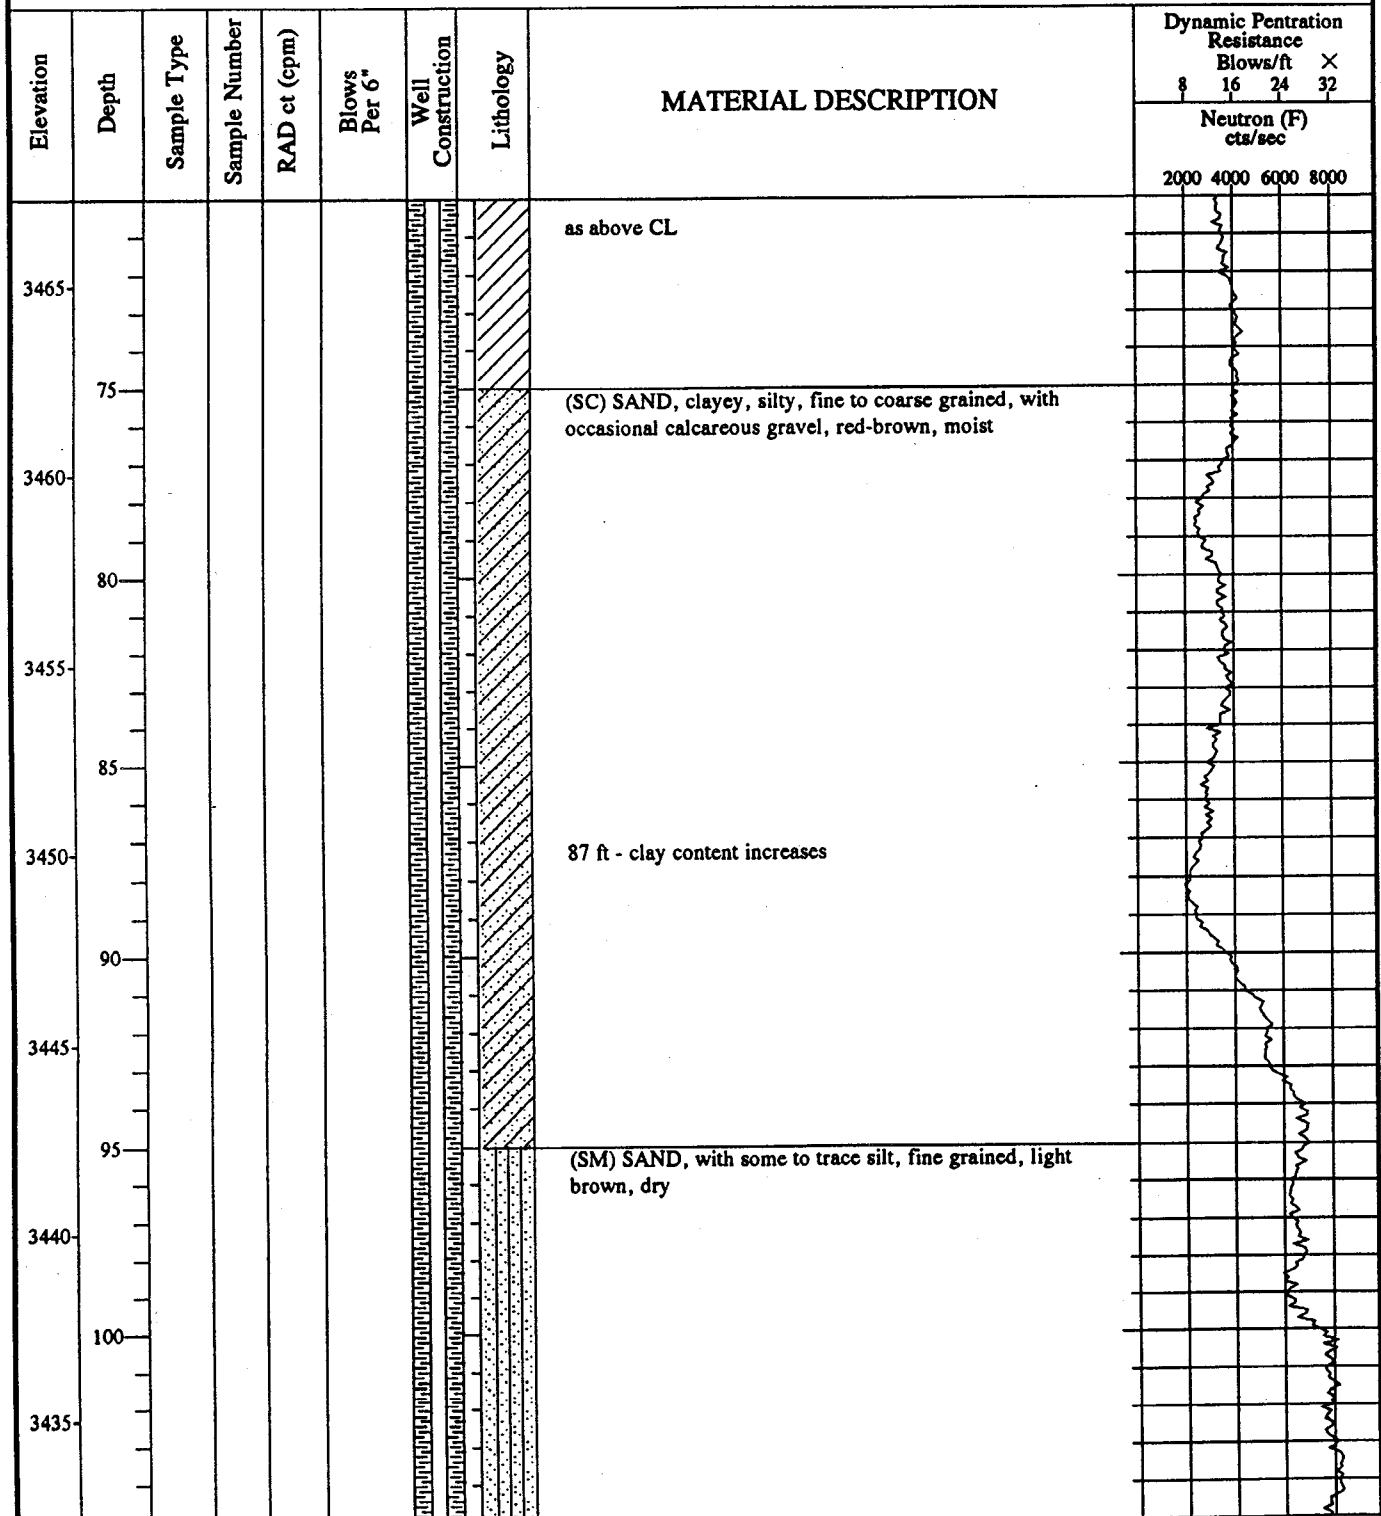 Elevation
Depth
Sample Type
Sample Number
RAD ct (cpm)
Blows
Per 6"
Well
Construction
Lithology
MATERIAL DESCRIPTION
Dynamic Pentration
Resistance
Blows/ft X
8 16 24 32
Neutron (F)
cts/sec
2000 4000 6000 8000
as above CL
3465
75
(SC) SAND, clayey, silty, fine to coarse grained, with
occasional calcareous gravel, red-brown, moist
3460
80
3455
85
3450
87 ft - clay content increases
90
3445
95
(SM) SAND, with some to trace silt, fine grained, light
brown, dry
3440
100
3435